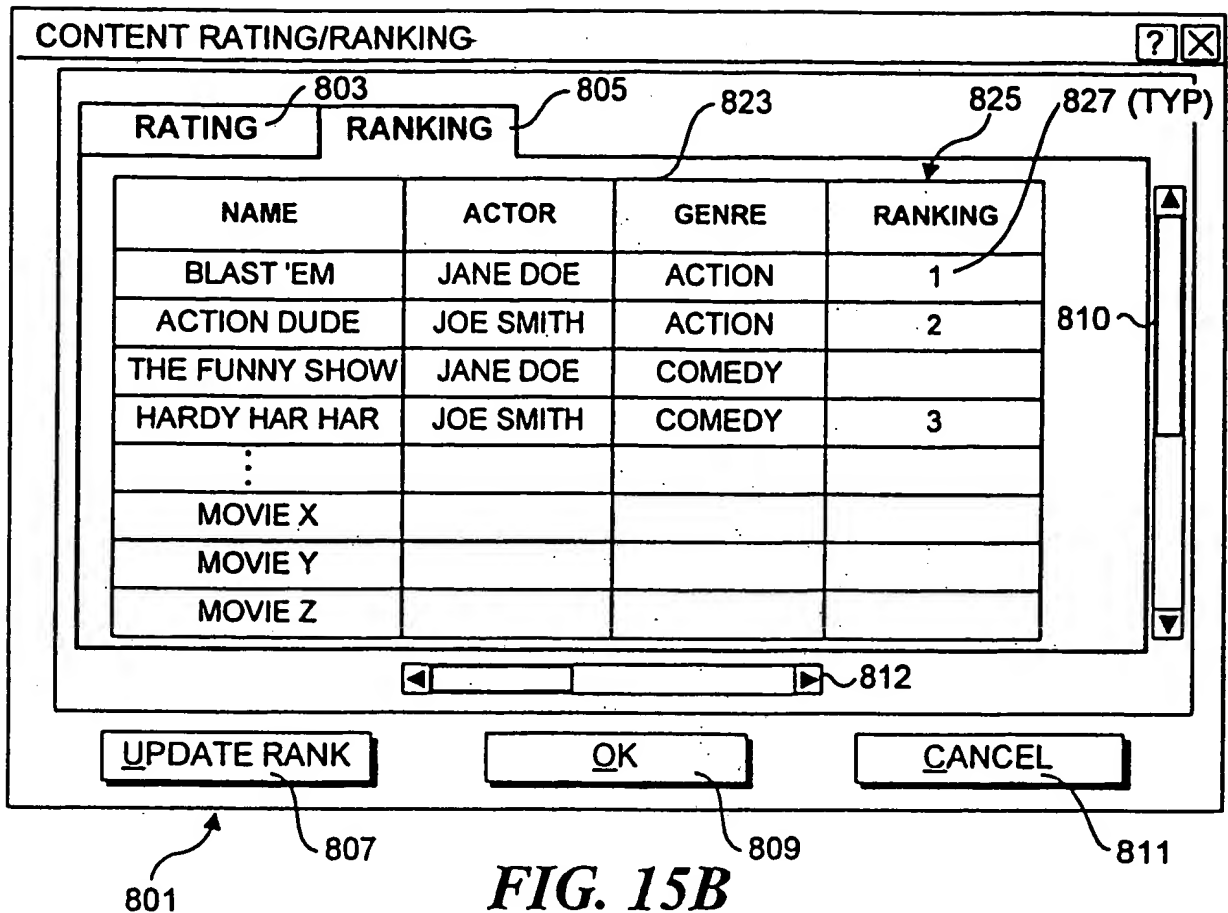 CONTENT RATING/RANKING ? X
803 805 823 825 827 (TYP)
RATING RANKING
NAME ACTOR GENRE RANKING
BLAST 'EM JANE DOE ACTION 1
ACTION DUDE JOE SMITH ACTION 2 810
THE FUNNY SHOW JANE DOE COMEDY
HARDY HAR HAR JOE SMITH COMEDY 3
⋮
MOVIE X
MOVIE Y
MOVIE Z
812
UPDATE RANK OK CANCEL
801 807 809 811
FIG. 15B